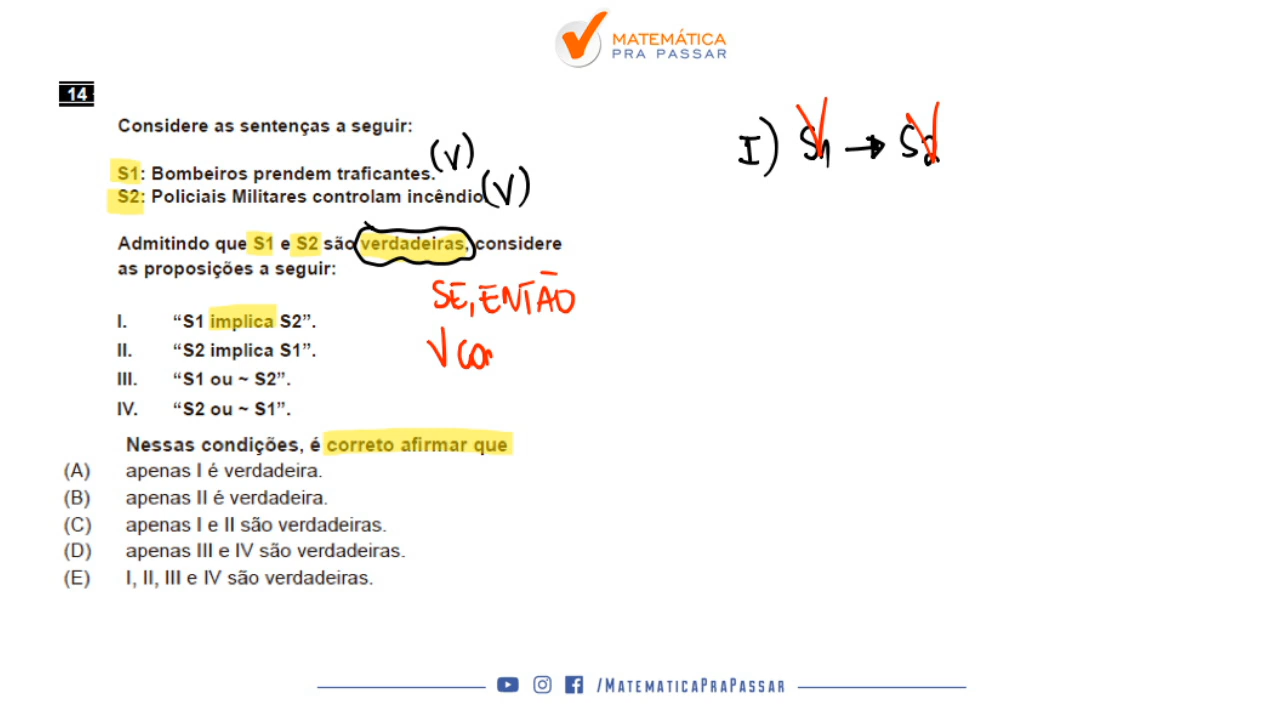 MATEMÁTICA
PRA PASSAR
14
Considere as sentenças a seguir:
S1: Bombeiros prendem traficantes. (V)
S2: Policiais Militares controlam incêndio (V)
Admitindo que S1 e S2 são verdadeiras, considere
as proposições a seguir:
SE, ENTÃO
I. “S1 implica S2”.
II. “S2 implica S1”.
V COM
III. “S1 ou ~ S2”.
IV. “S2 ou ~ S1”.
Nessas condições, é correto afirmar que
(A) apenas I é verdadeira.
(B) apenas II é verdadeira.
(C) apenas I e II são verdadeiras.
(D) apenas III e IV são verdadeiras.
(E) I, II, III e IV são verdadeiras.
V V
I) S1 → S2
/MATEMATICAPRAPASSAR